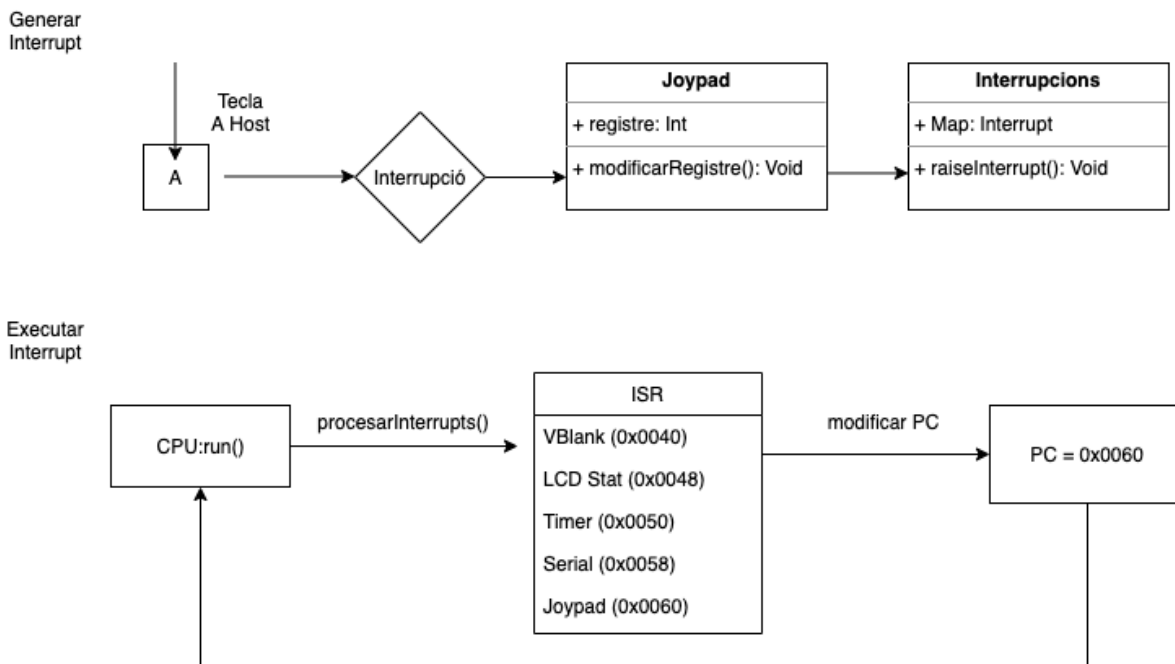 Generar
Interrupt
Tecla
A Host
A
Interrupció
Joypad
+ registre: Int
+ modificarRegistre(): Void
Interrupcions
+ Map: Interrupt
+ raiseInterrupt(): Void
Executar
Interrupt
CPU:run()
procesarInterrupts()
ISR
VBlank (0x0040)
LCD Stat (0x0048)
Timer (0x0050)
Serial (0x0058)
Joypad (0x0060)
modificar PC
PC = 0x0060